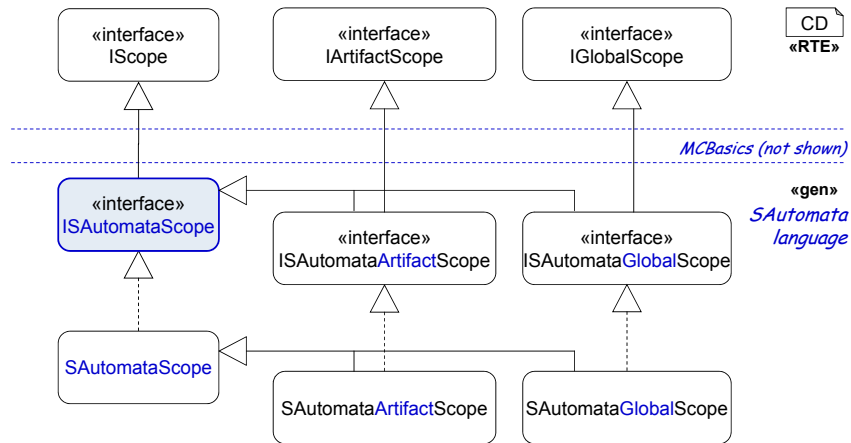 «interface»
IScope
«interface»
IArtifactScope
«interface»
IGlobalScope
CD
«RTE»
MCBasics (not shown)
«interface»
ISAutomataScope
«interface»
ISAutomataArtifactScope
«interface»
ISAutomataGlobalScope
«gen»
SAutomata
language
SAutomataScope
SAutomataArtifactScope
SAutomataGlobalScope